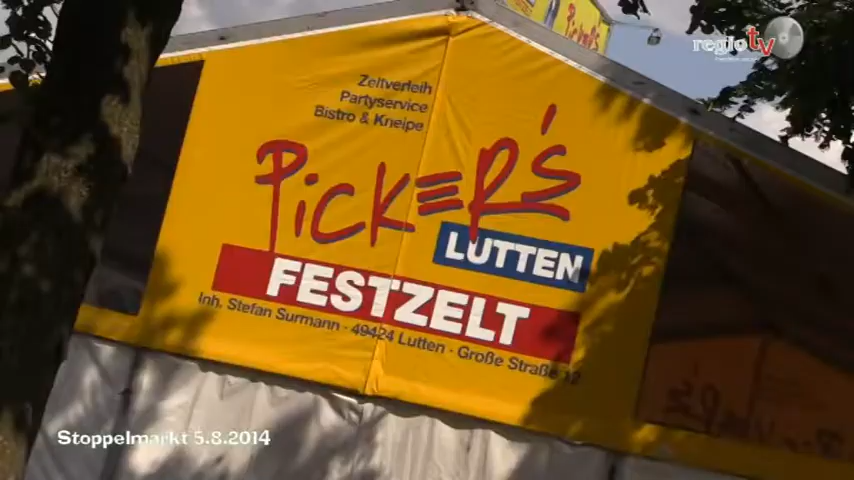 regio tv
Zeltverleih
Partyservice
Bistro & Kneipe
PICKER'S
LUTTEN
FESTZELT
Inh. Stefan Surmann - 49424 Lutten - Große Straße 12
Stoppelmarkt 5.8.2014